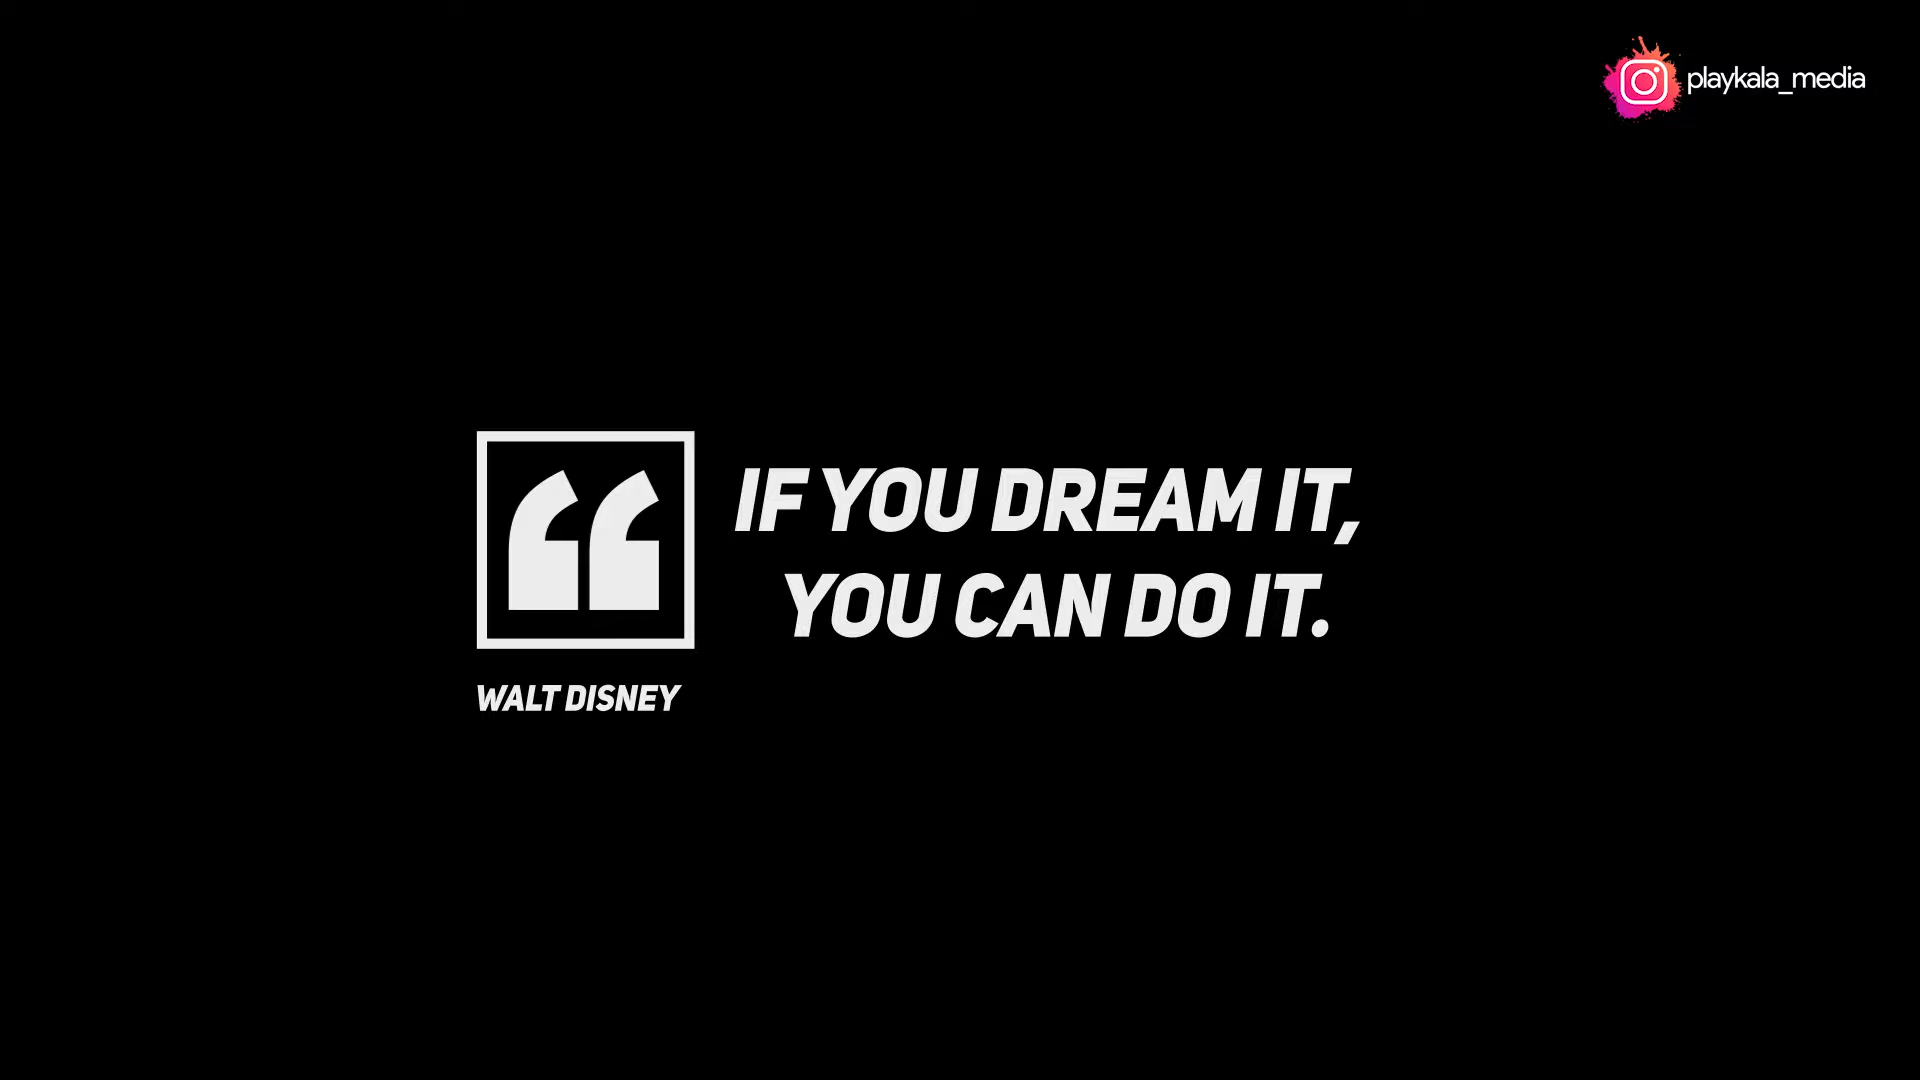 playkala_media
IF YOU DREAM IT,
YOU CAN DO IT.
WALT DISNEY